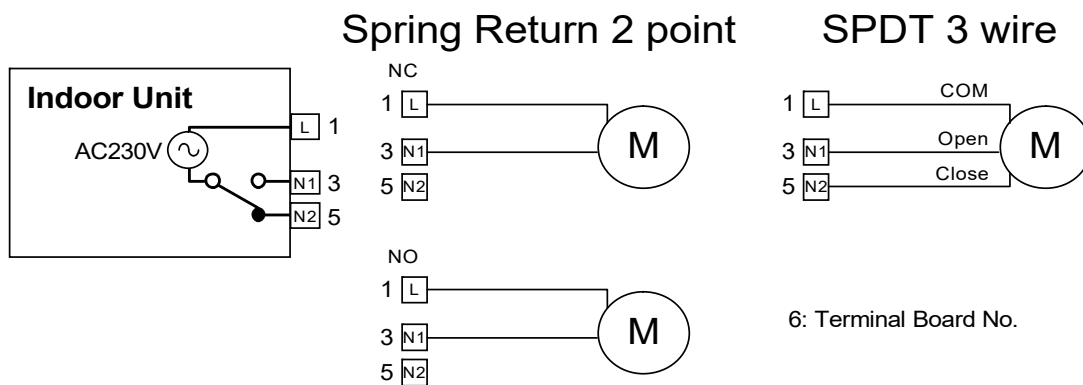 Spring Return 2 point
SPDT 3 wire
Indoor Unit
AC230V
L 1
N1 3
N2 5
NC
1 L
3 N1
5 N2
M
NO
1 L
3 N1
5 N2
M
1 L COM
3 N1 Open
5 N2 Close
M
6: Terminal Board No.